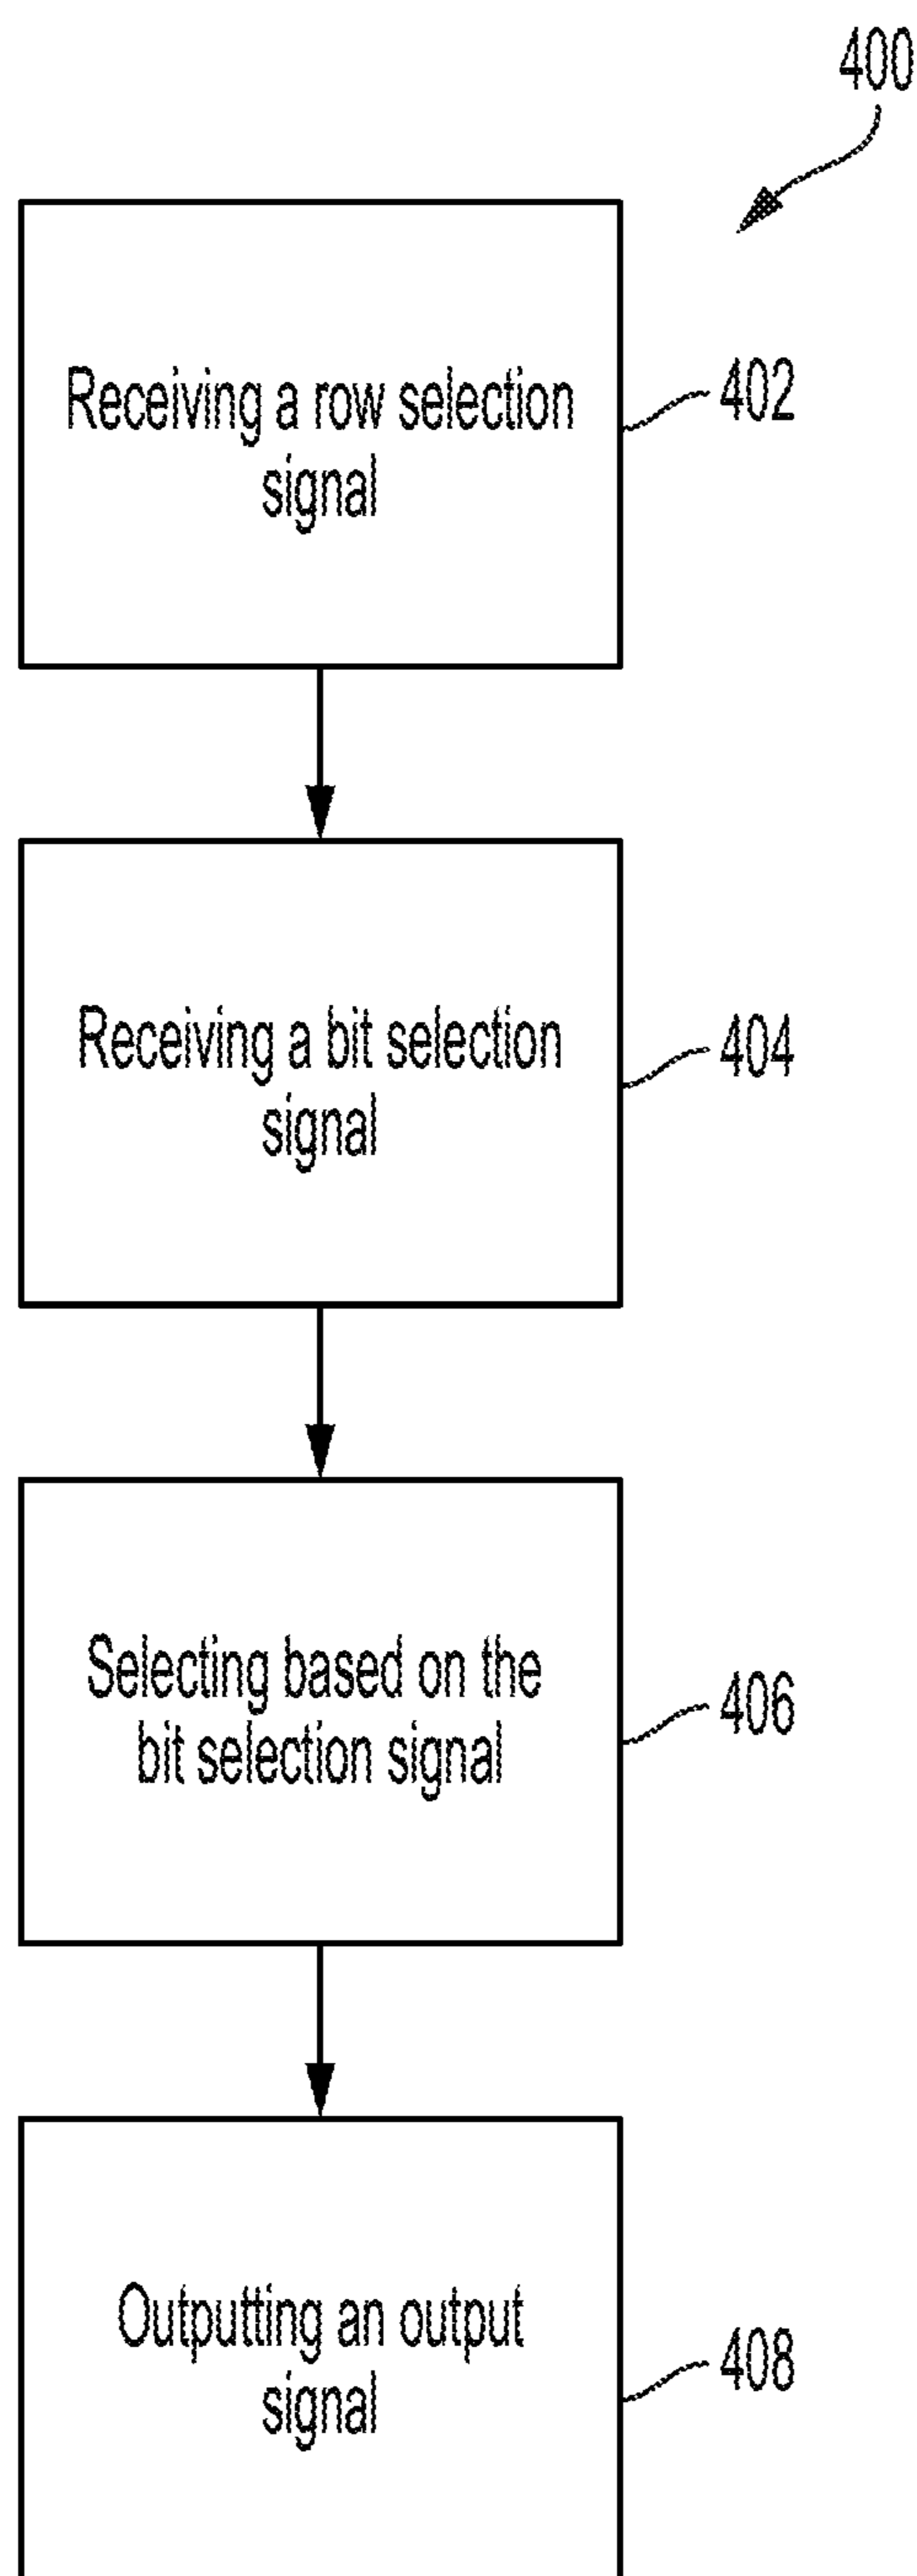 400
Receiving a row selection
signal
402
Receiving a bit selection
signal
404
Selecting based on the
bit selection signal
406
Outputting an output
signal
408